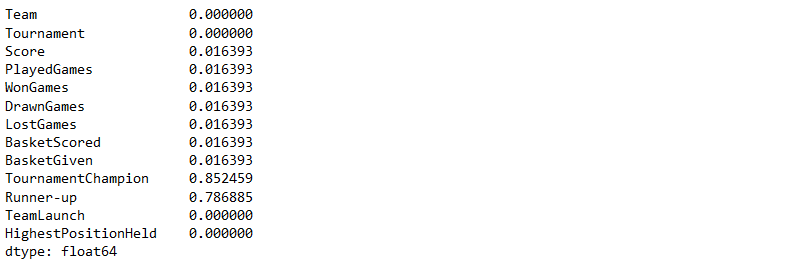 Team 0.000000
Tournament 0.000000
Score 0.016393
PlayedGames 0.016393
WonGames 0.016393
DrawnGames 0.016393
LostGames 0.016393
BasketScored 0.016393
BasketGiven 0.016393
TournamentChampion 0.852459
Runner-up 0.786885
TeamLaunch 0.000000
HighestPositionHeld 0.000000
dtype: float64